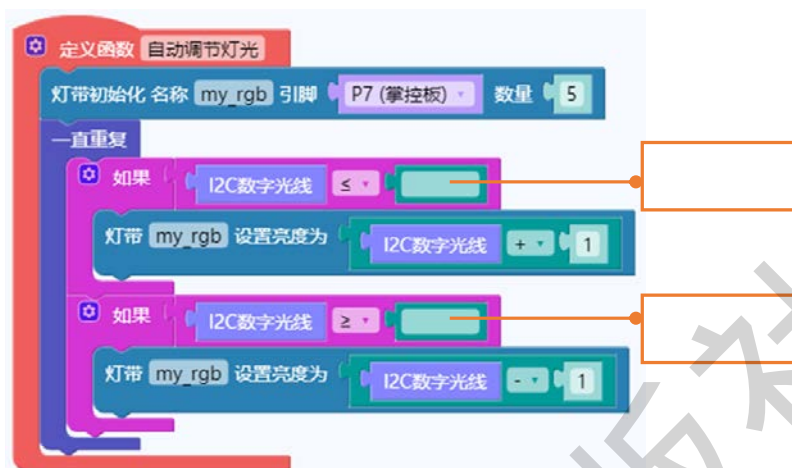 定义函数 自动调节灯光
灯带初始化 名称 my_rgb 引脚 P7 (掌控板) 数量 5
一直重复
如果 I2C数字光线 ≤
灯带 my_rgb 设置亮度为 I2C数字光线 + 1
如果 I2C数字光线 ≥
灯带 my_rgb 设置亮度为 I2C数字光线 - 1